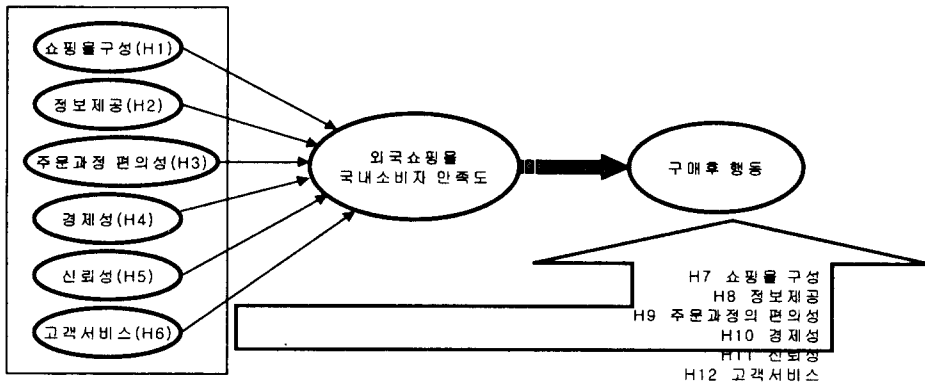 쇼핑몰구성(H1)
정보제공(H2)
주문과정 편의성(H3)
경제성(H4)
신뢰성(H5)
고객서비스(H6)
외국쇼핑몰
국내소비자 만족도
구매후 행동
H7 쇼핑몰 구성
H8 정보제공
H9 주문과정의 편의성
H10 경제성
H11 신뢰성
H12 고객서비스